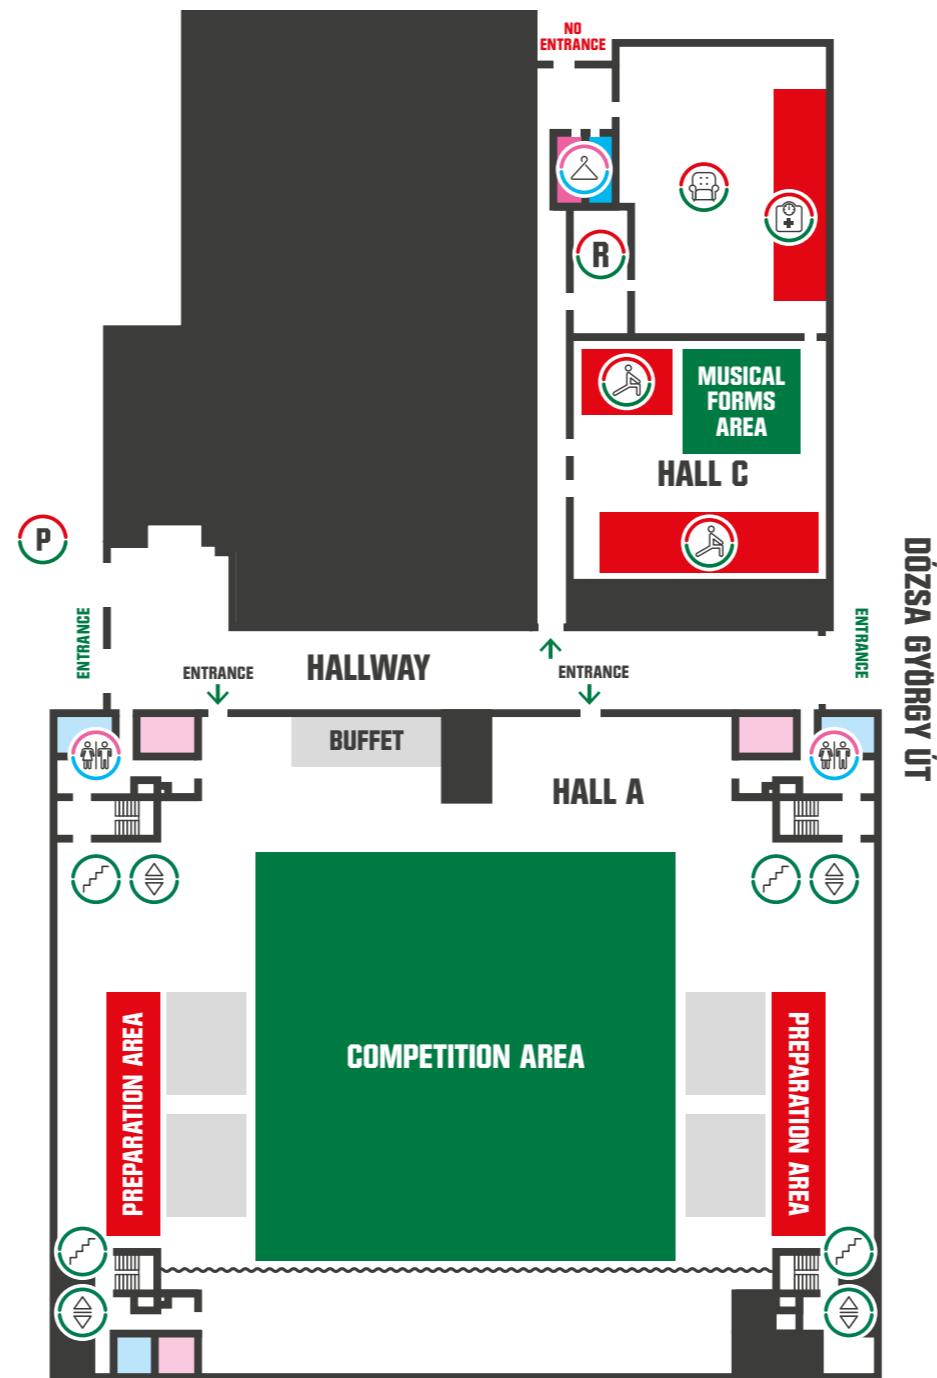 NO
ENTRANCE
R
MUSICAL
FORMS
AREA
HALL C
P
DÓZSA GYÖRGY ÚT
ENTRANCE
ENTRANCE
HALLWAY
ENTRANCE
ENTRANCE
BUFFET
HALL A
COMPETITION AREA
PREPARATION AREA
PREPARATION AREA